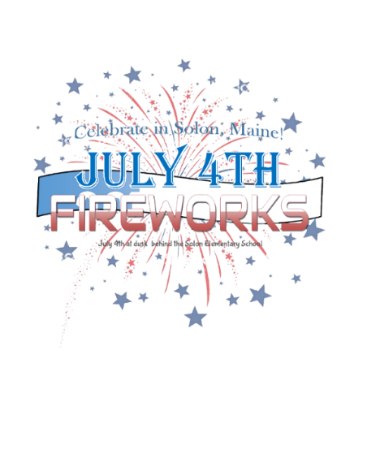 Celebrate in Solon, Maine!
JULY 4TH
FIREWORKS
July 4th at dusk behind the Solon Elementary School